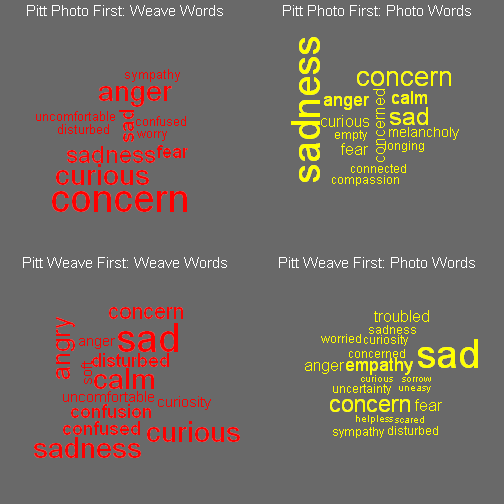 Pitt Photo First: Weave Words
sympathy
anger
uncomfortable
sad
confused
disturbed
worry
sadness
fear
curious
concern
Pitt Photo First: Photo Words
sadness
concern
anger
calm
concerned
curious
sad
empty
melancholy
fear
longing
connected
compassion
Pitt Weave First: Weave Words
concern
angry
anger
sad
disturbed
soft
calm
uncomfortable
curiosity
confusion
confused
curious
sadness
Pitt Weave First: Photo Words
troubled
sadness
worried
curiosity
concerned
sad
anger
empathy
curious
sorrow
uncertainty
uneasy
concern
fear
helpless
scared
sympathy
disturbed